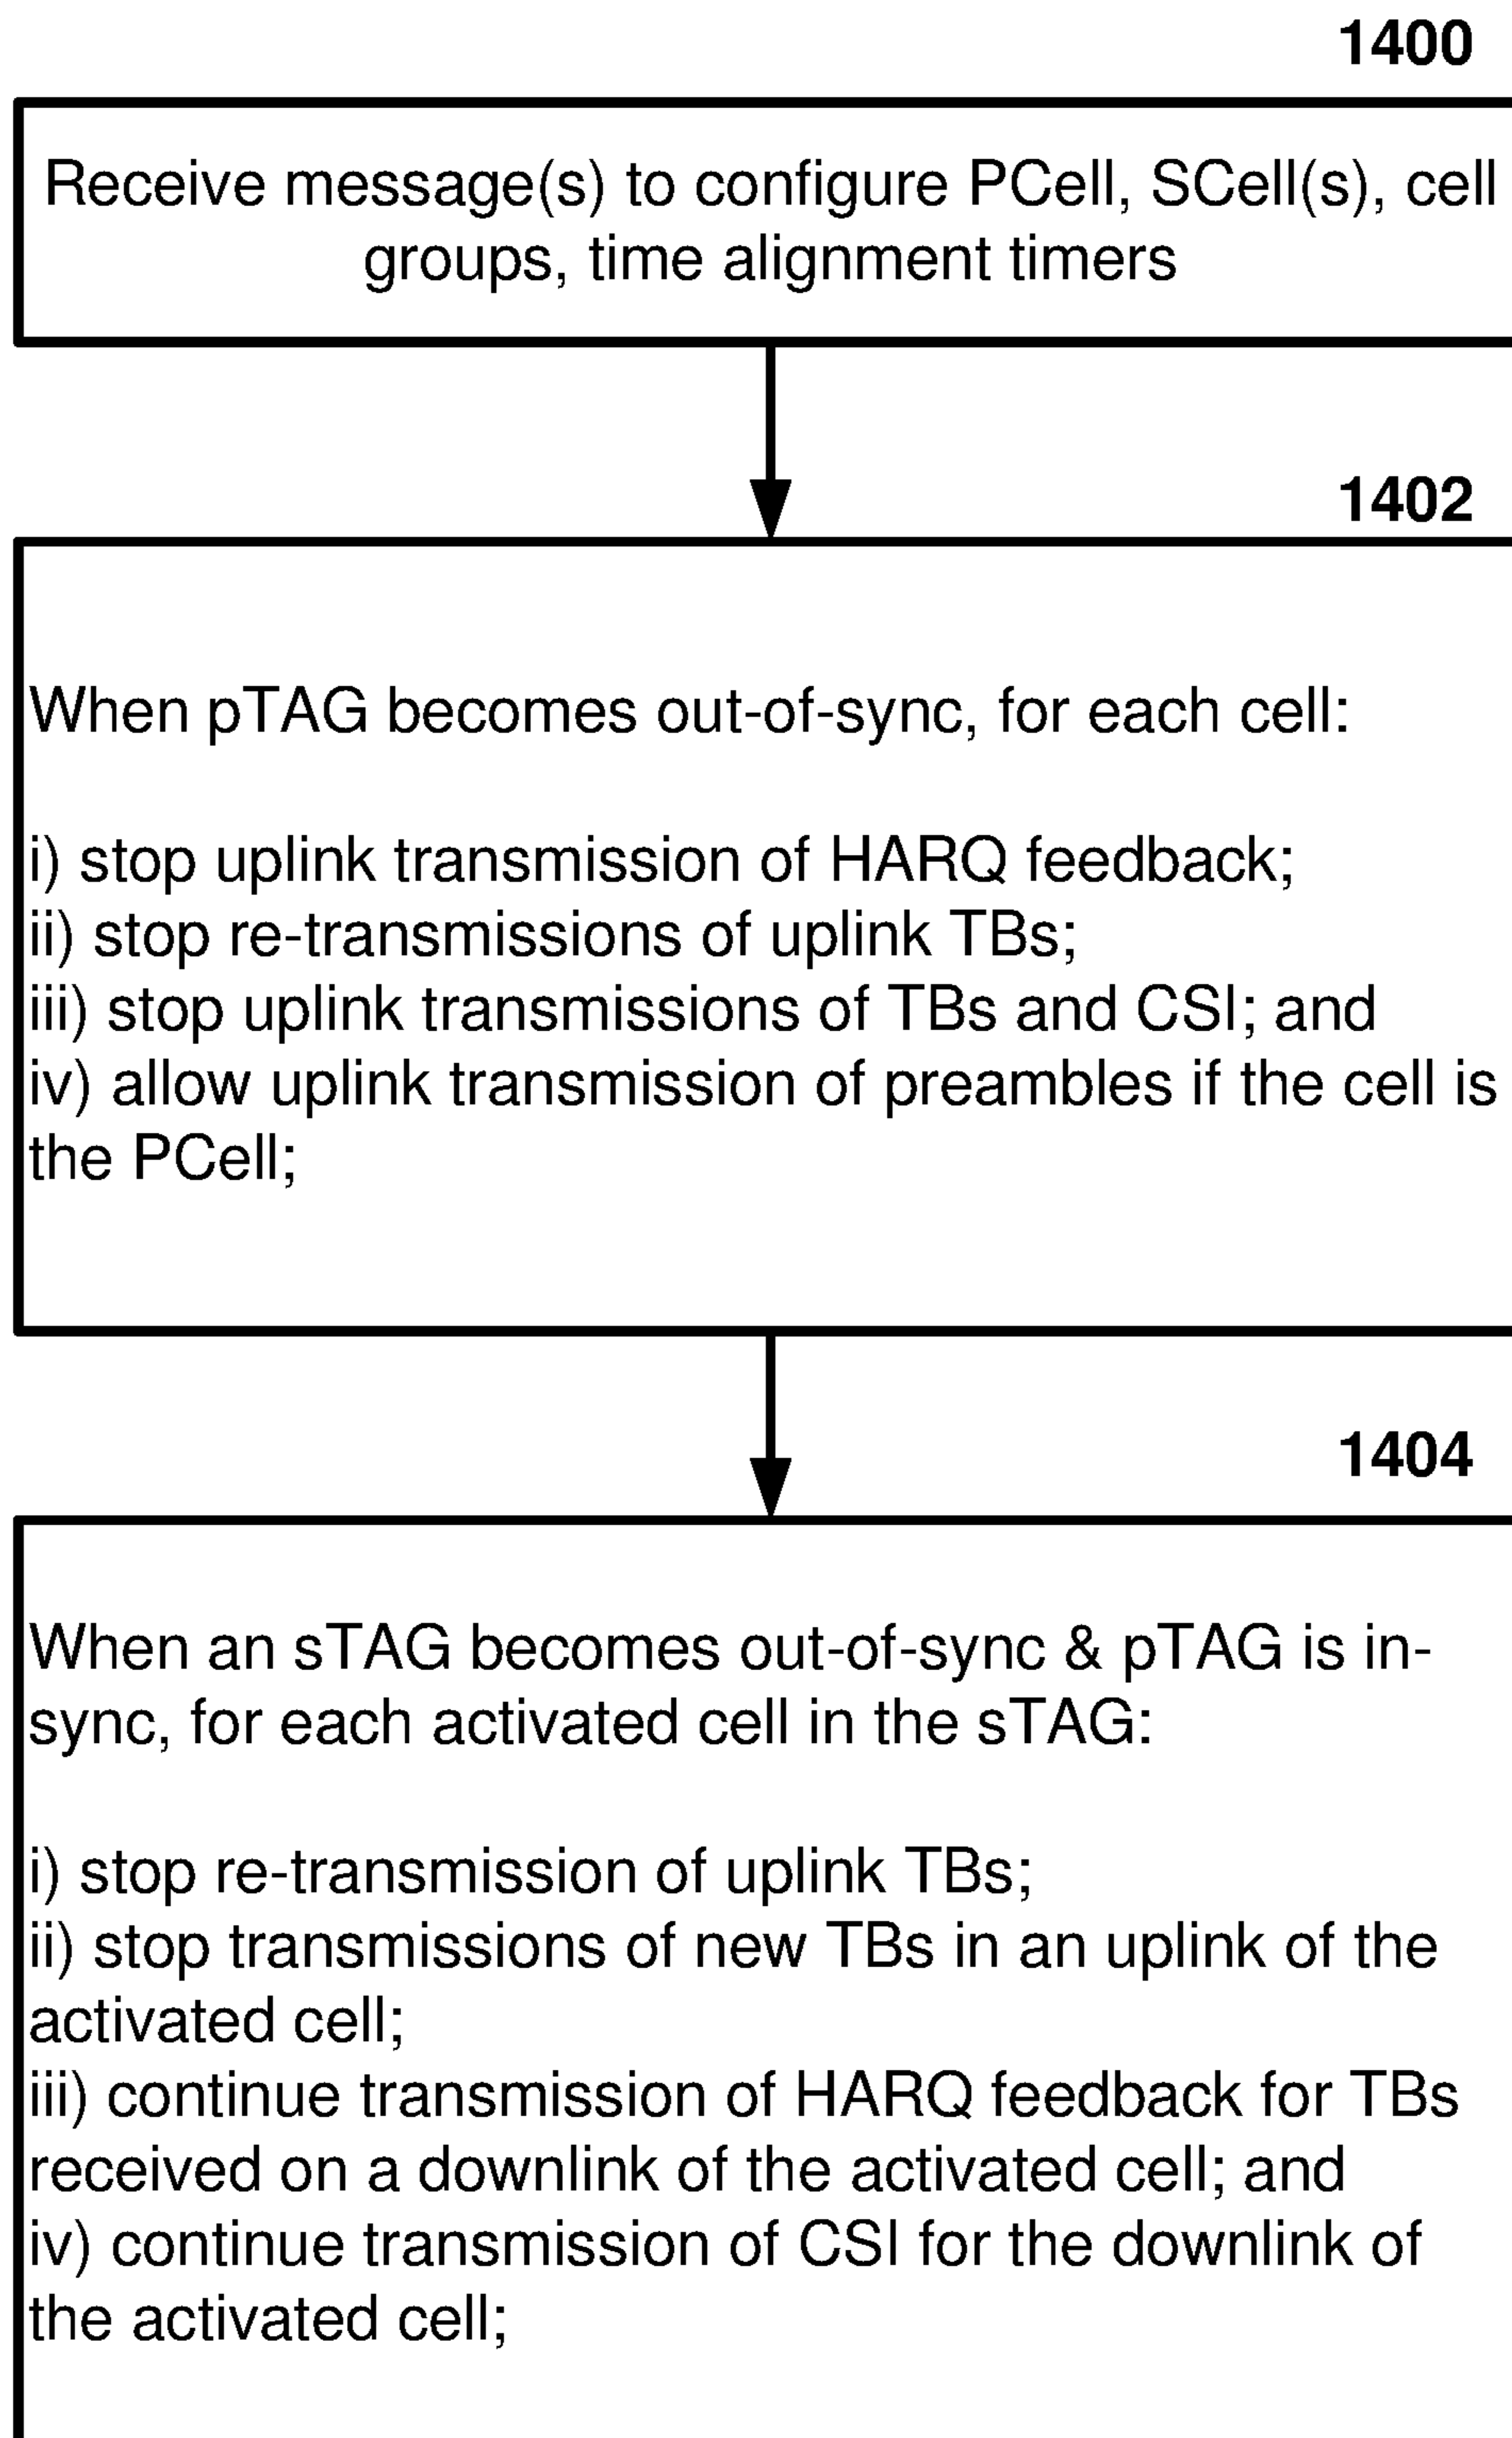 1400
Receive message(s) to configure PCell, SCell(s), cell
groups, time alignment timers
1402
When pTAG becomes out-of-sync, for each cell:
i) stop uplink transmission of HARQ feedback;
ii) stop re-transmissions of uplink TBs;
iii) stop uplink transmissions of TBs and CSI; and
iv) allow uplink transmission of preambles if the cell is
the PCell;
1404
When an sTAG becomes out-of-sync & pTAG is in-
sync, for each activated cell in the sTAG:
i) stop re-transmission of uplink TBs;
ii) stop transmissions of new TBs in an uplink of the
activated cell;
iii) continue transmission of HARQ feedback for TBs
received on a downlink of the activated cell; and
iv) continue transmission of CSI for the downlink of
the activated cell;